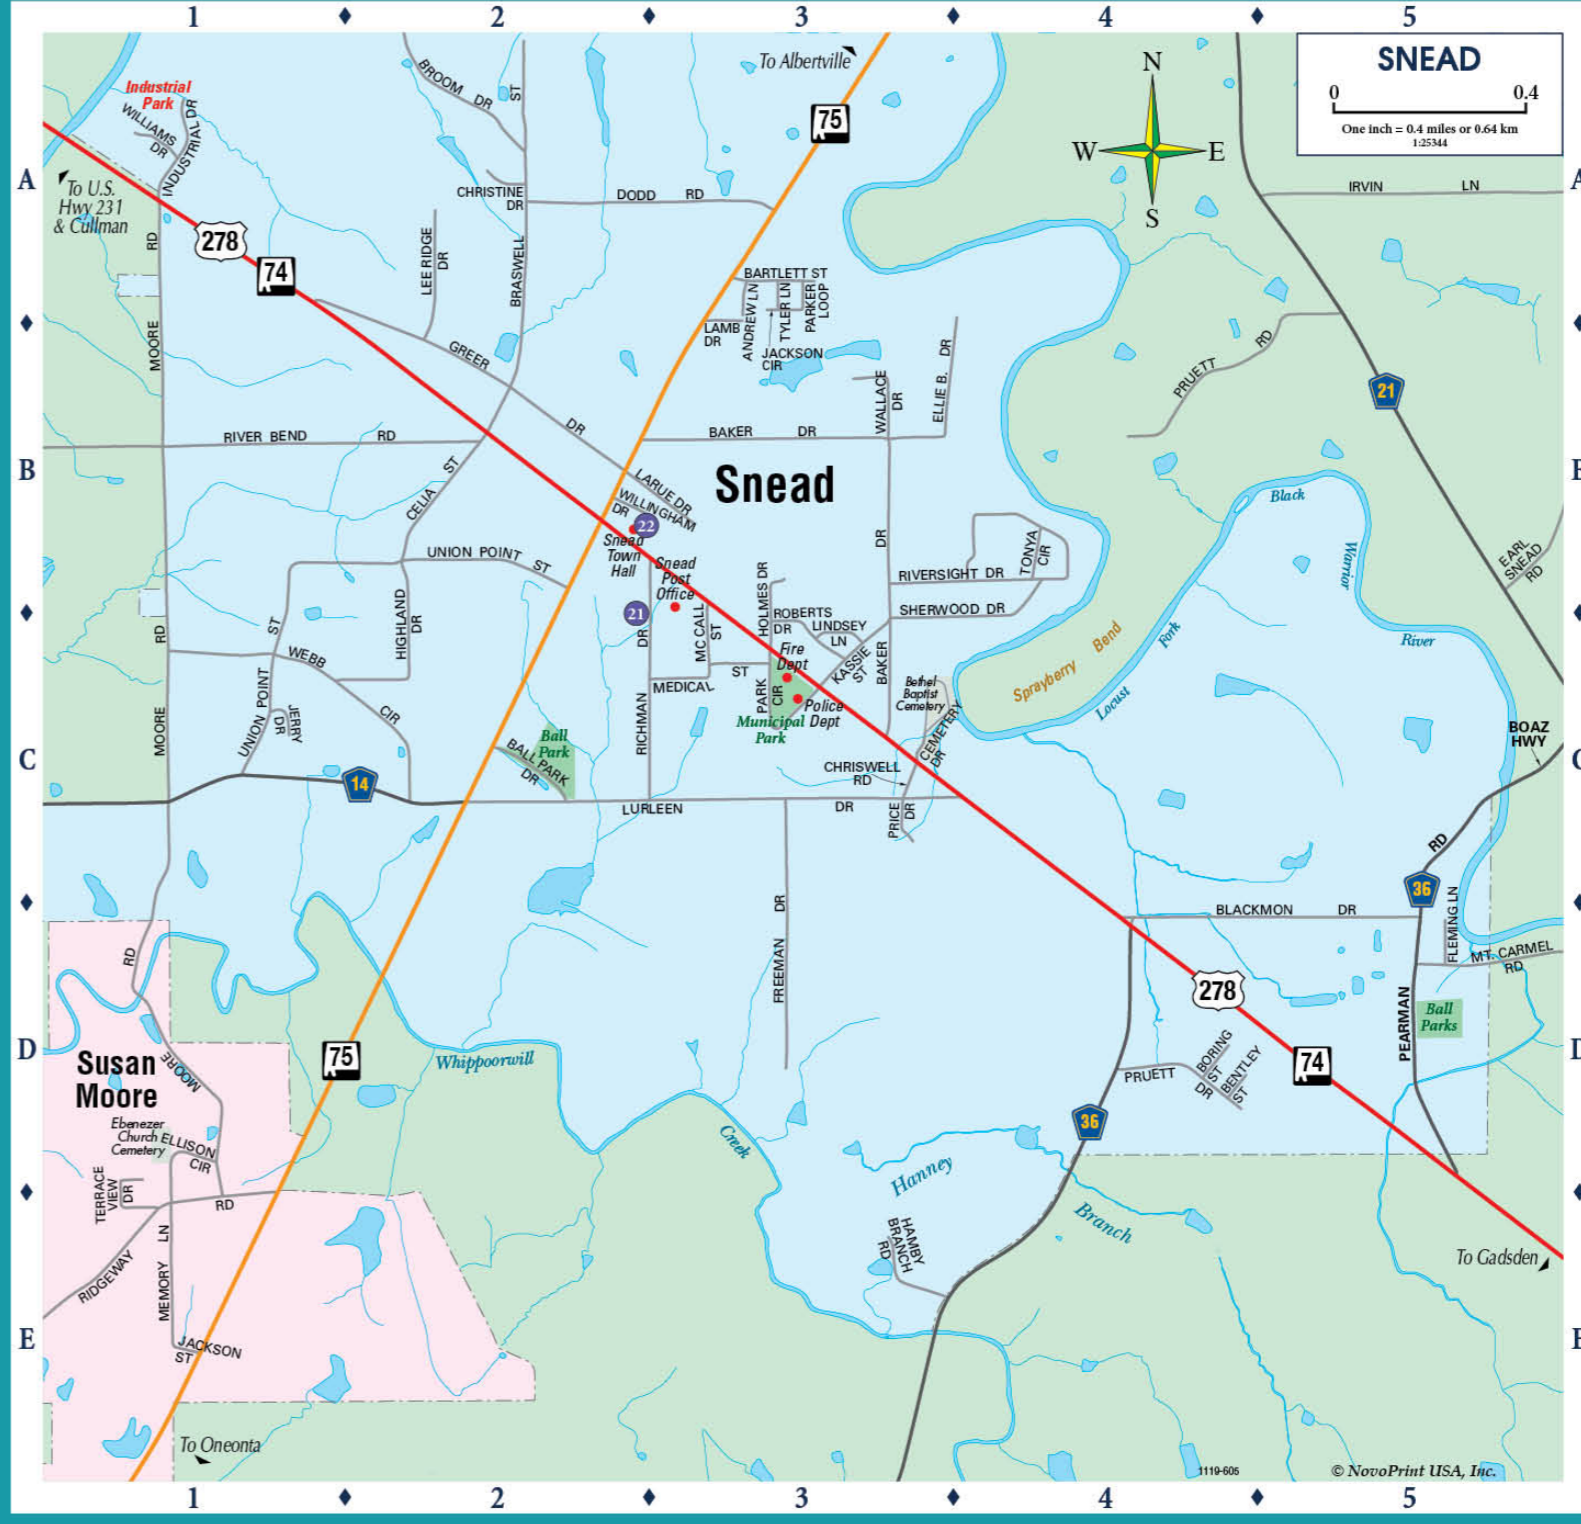 1 2 3 4 5
SNEAD
0 0.4
One inch = 0.4 miles or 0.64 km
1:25344
N
W E
S
A
B
C
D
E
To Albertville
75
Industrial
Park
WILLIAMS
DR
INDUSTRIAL DR
BROOM DR
ST
To U.S.
Hwy 231
& Cullman
278
74
RD
MOORE
CHRISTINE
DR
DODD RD
LEE RIDGE
DR
BRASWELL
IRVIN LN
BARTLETT ST
ANDREW LN
TYLER LN
PARKER
LOOP
LAMB
DR
JACKSON
CIR
GREER
DR
WALLACE
DR
ELLIE B. DR
PRUETT RD
21
RIVER BEND RD
BAKER DR
Snead
LARUE DR
WILLINGHAM
DR
22
Snead
Town
Hall
Snead
Post
Office
21
CELIA ST
UNION POINT ST
DR
TONYA
CIR
RIVERSIGHT DR
SHERWOOD DR
Black
Warrior
River
EARL
SNEAD
RD
Sprayberry Bend
Locust Fork
RD
MOORE
ST
UNION POINT
HIGHLAND
DR
WEBB
CIR
JERRY
DR
DR
RICHMAN
MC CALL
ST
MEDICAL ST
HOLMES DR
ROBERTS
DR
LINDSEY
LN
Fire
Dept
KASSIE
ST
BAKER
PARK
CIR
Police
Dept
Municipal
Park
Bethel
Baptist
Cemetery
CEMETERY
DR
CHRISWELL
RD
PRICE
DR
Ball
Park
BALL PARK
DR
14
LURLEEN DR
BOAZ
HWY
RD
36
BLACKMON DR
FLEMING LN
MT. CARMEL
RD
PEARMAN
Ball
Parks
FREEMAN DR
278
74
PRUETT
DR
BORING
ST
BENTLEY
ST
36
RD
Susan
Moore
MOORE
75
Whippoorwill
Creek
Ebenezer
Church
Cemetery
ELLISON
CIR
TERRACE
VIEW
DR
RD
RIDGEWAY
MEMORY LN
JACKSON
ST
Hanney
Branch
HAMBY
BRANCH
RD
To Gadsden
To Oneonta
1119-605
© NovoPrint USA, Inc.
A
B
C
D
E
1 2 3 4 5